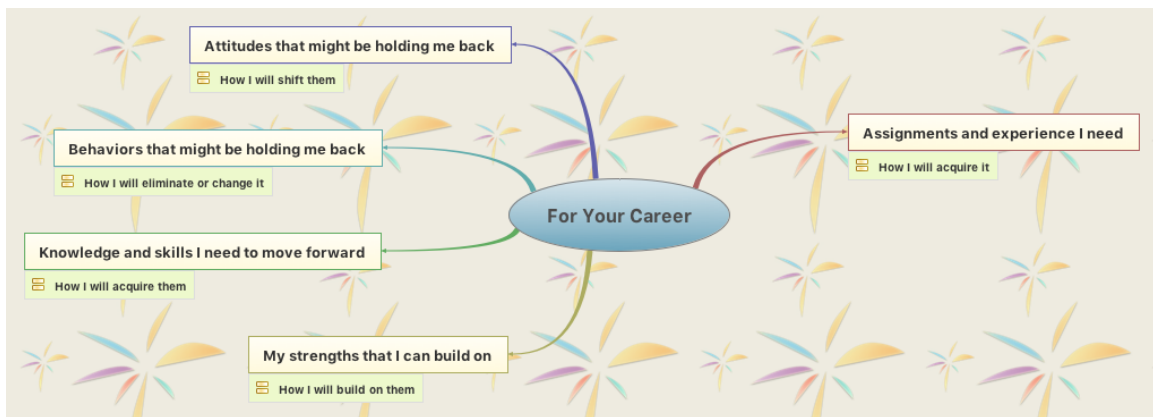 Attitudes that might be holding me back
How I will shift them
Behaviors that might be holding me back
How I will eliminate or change it
Knowledge and skills I need to move forward
How I will acquire them
My strengths that I can build on
How I will build on them
For Your Career
Assignments and experience I need
How I will acquire it